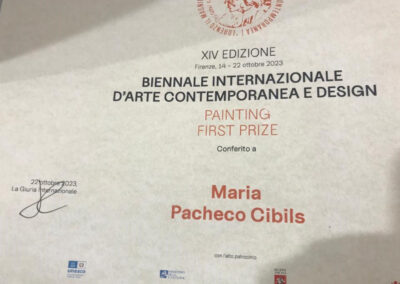 XIV EDIZIONE
Firenze, 14 - 22 ottobre 2023
BIENNALE INTERNAZIONALE
D'ARTE CONTEMPORANEA E DESIGN
PAINTING
FIRST PRIZE
Conferito a
22 ottobre 2023
La Giuria Internazionale
Maria
Pacheco Cibils
con l'alto patrocinio
unesco